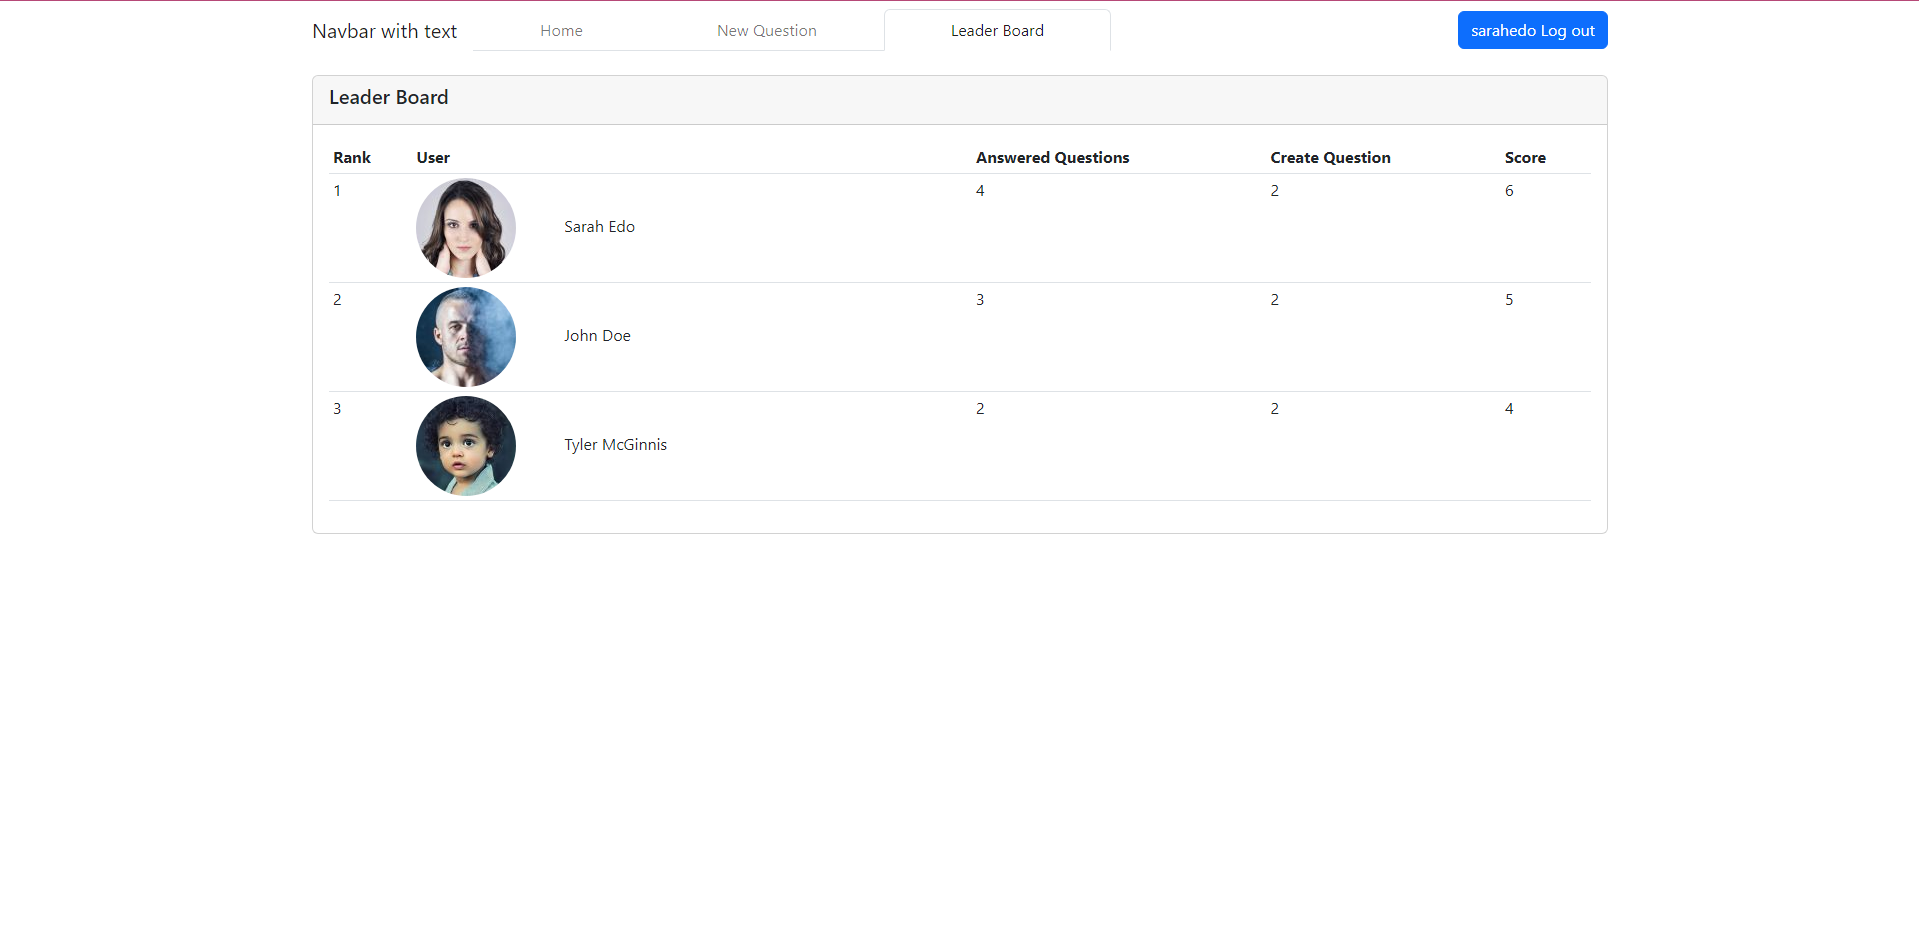 Navbar with text Home New Question Leader Board sarahedo Log out
Leader Board
Rank User Answered Questions Create Question Score
1 Sarah Edo 4 2 6
2 John Doe 3 2 5
3 Tyler McGinnis 2 2 4